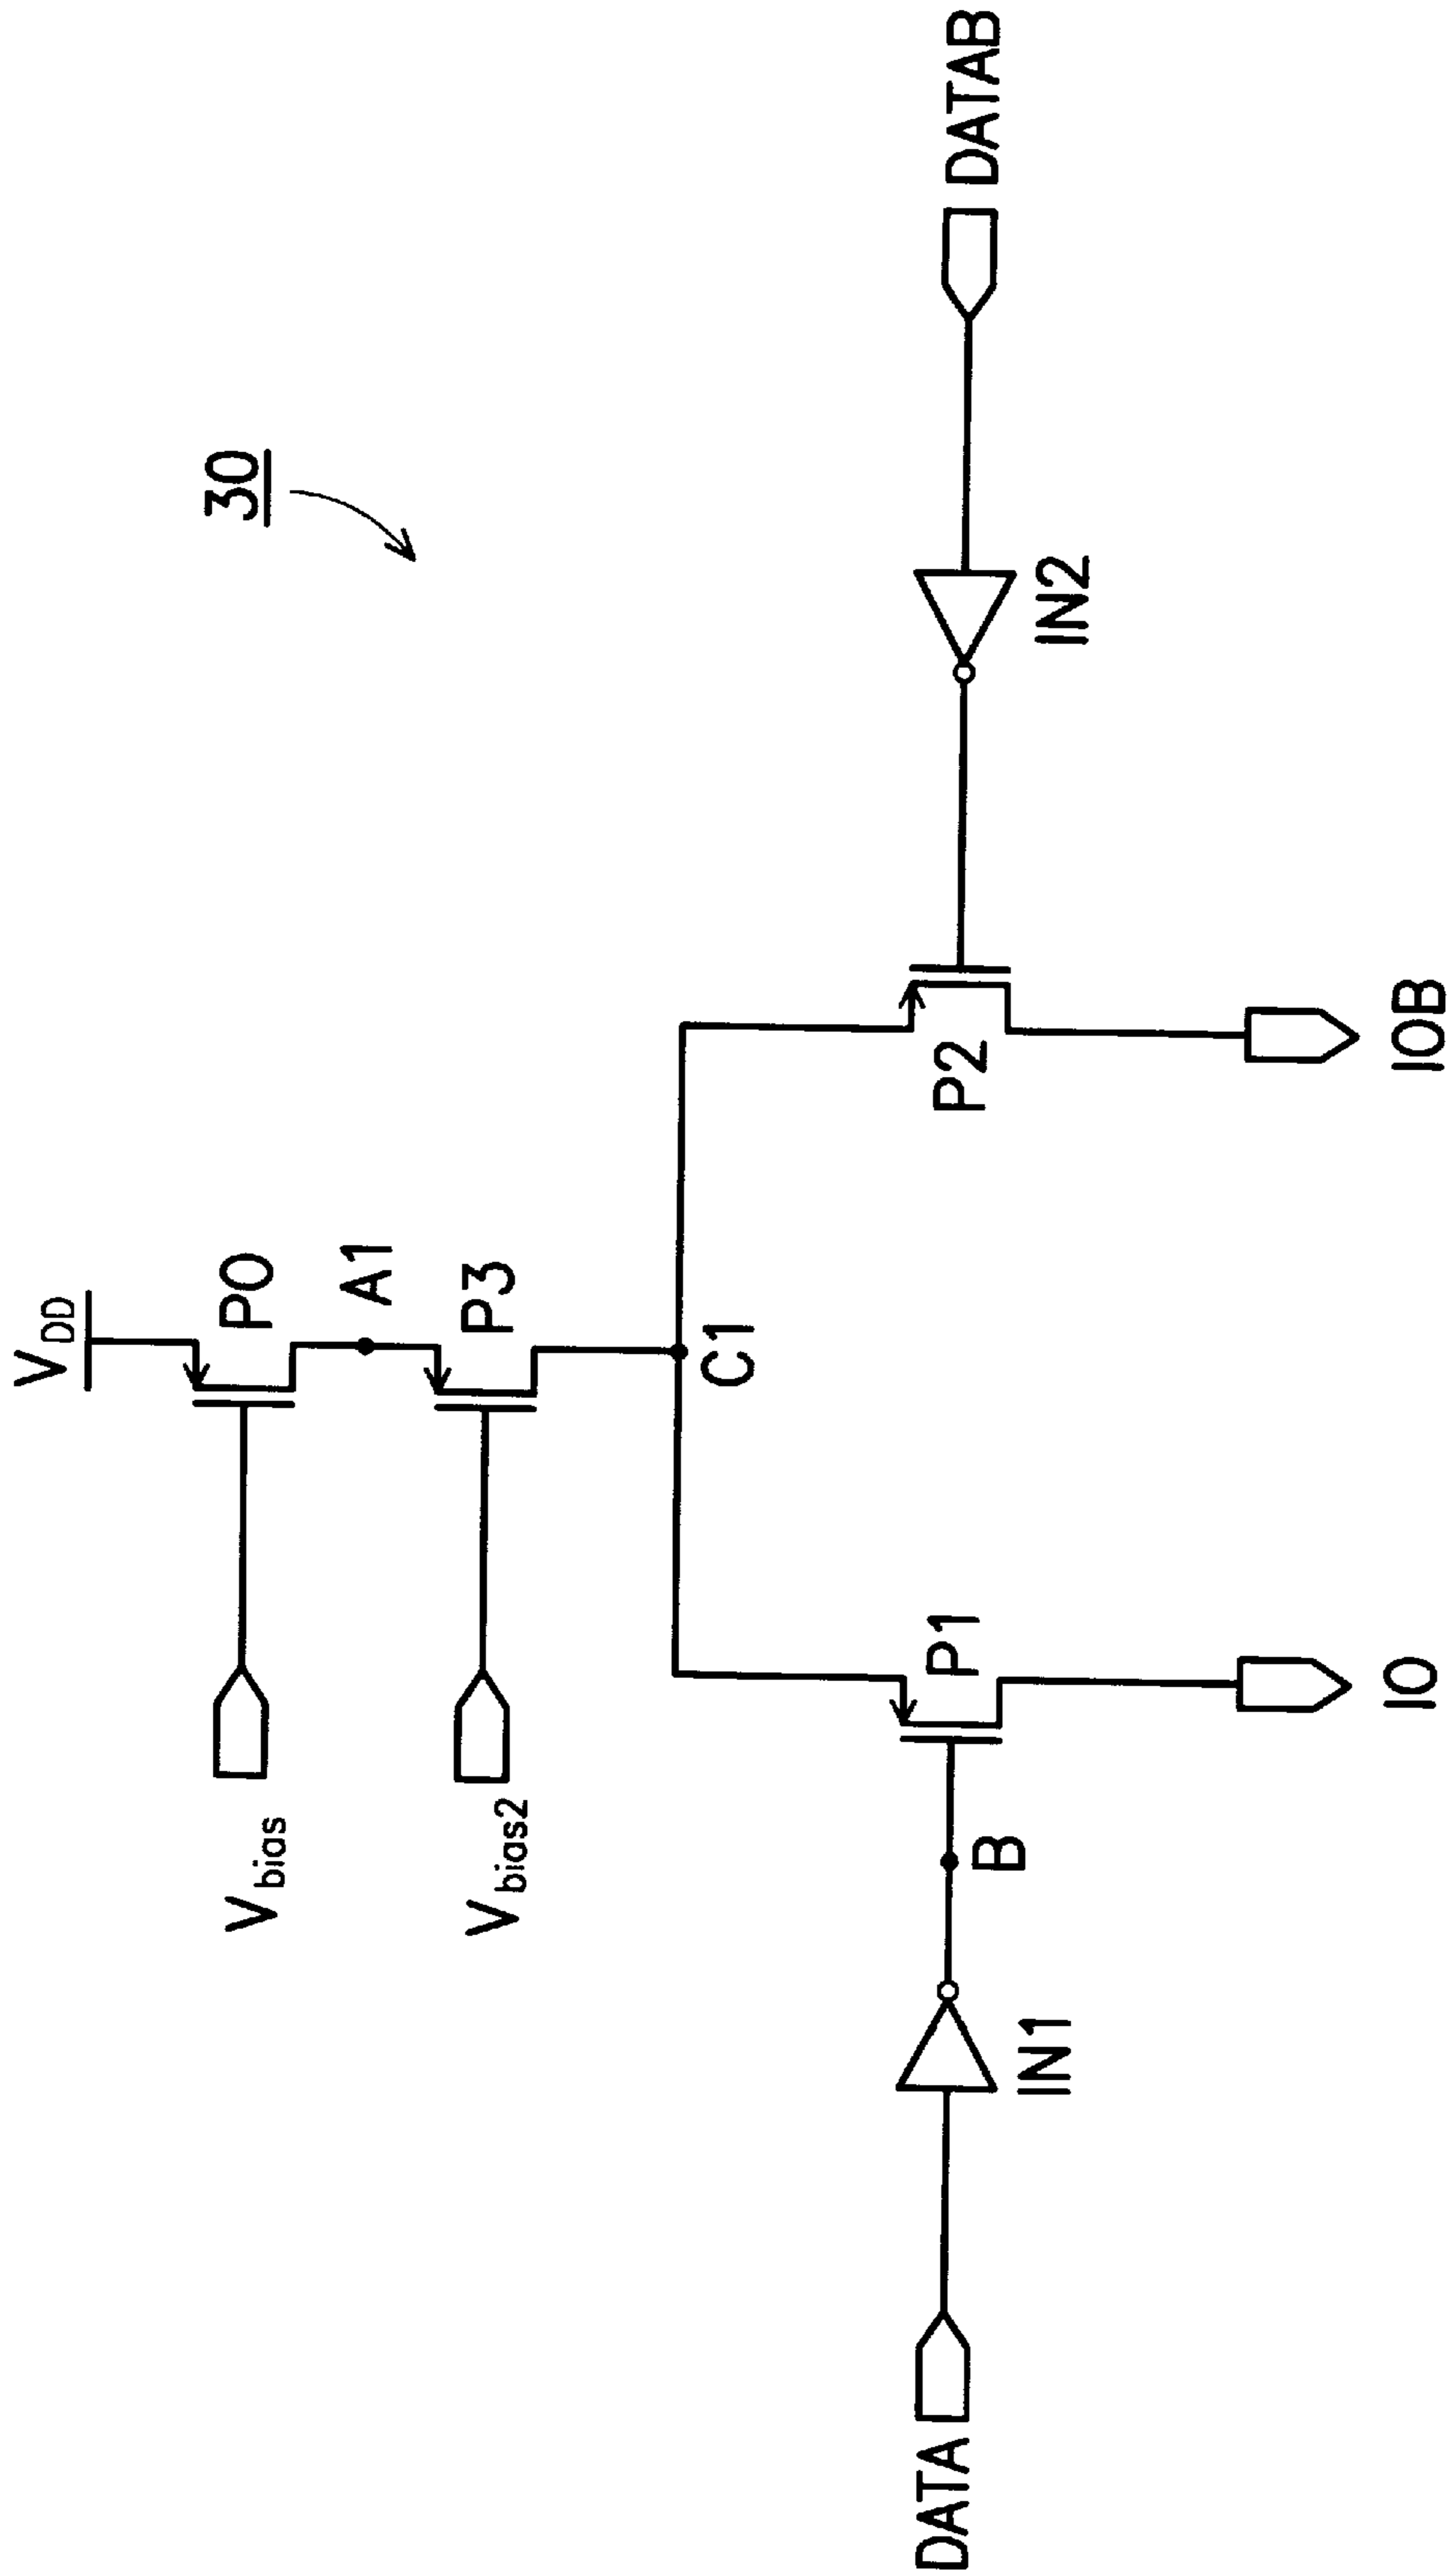 30
VDD
P0
Vbias
A1
P3
Vbias2
C1
P1
P2
B
DATA
IN1
IN2
DATAB
IO
IOB